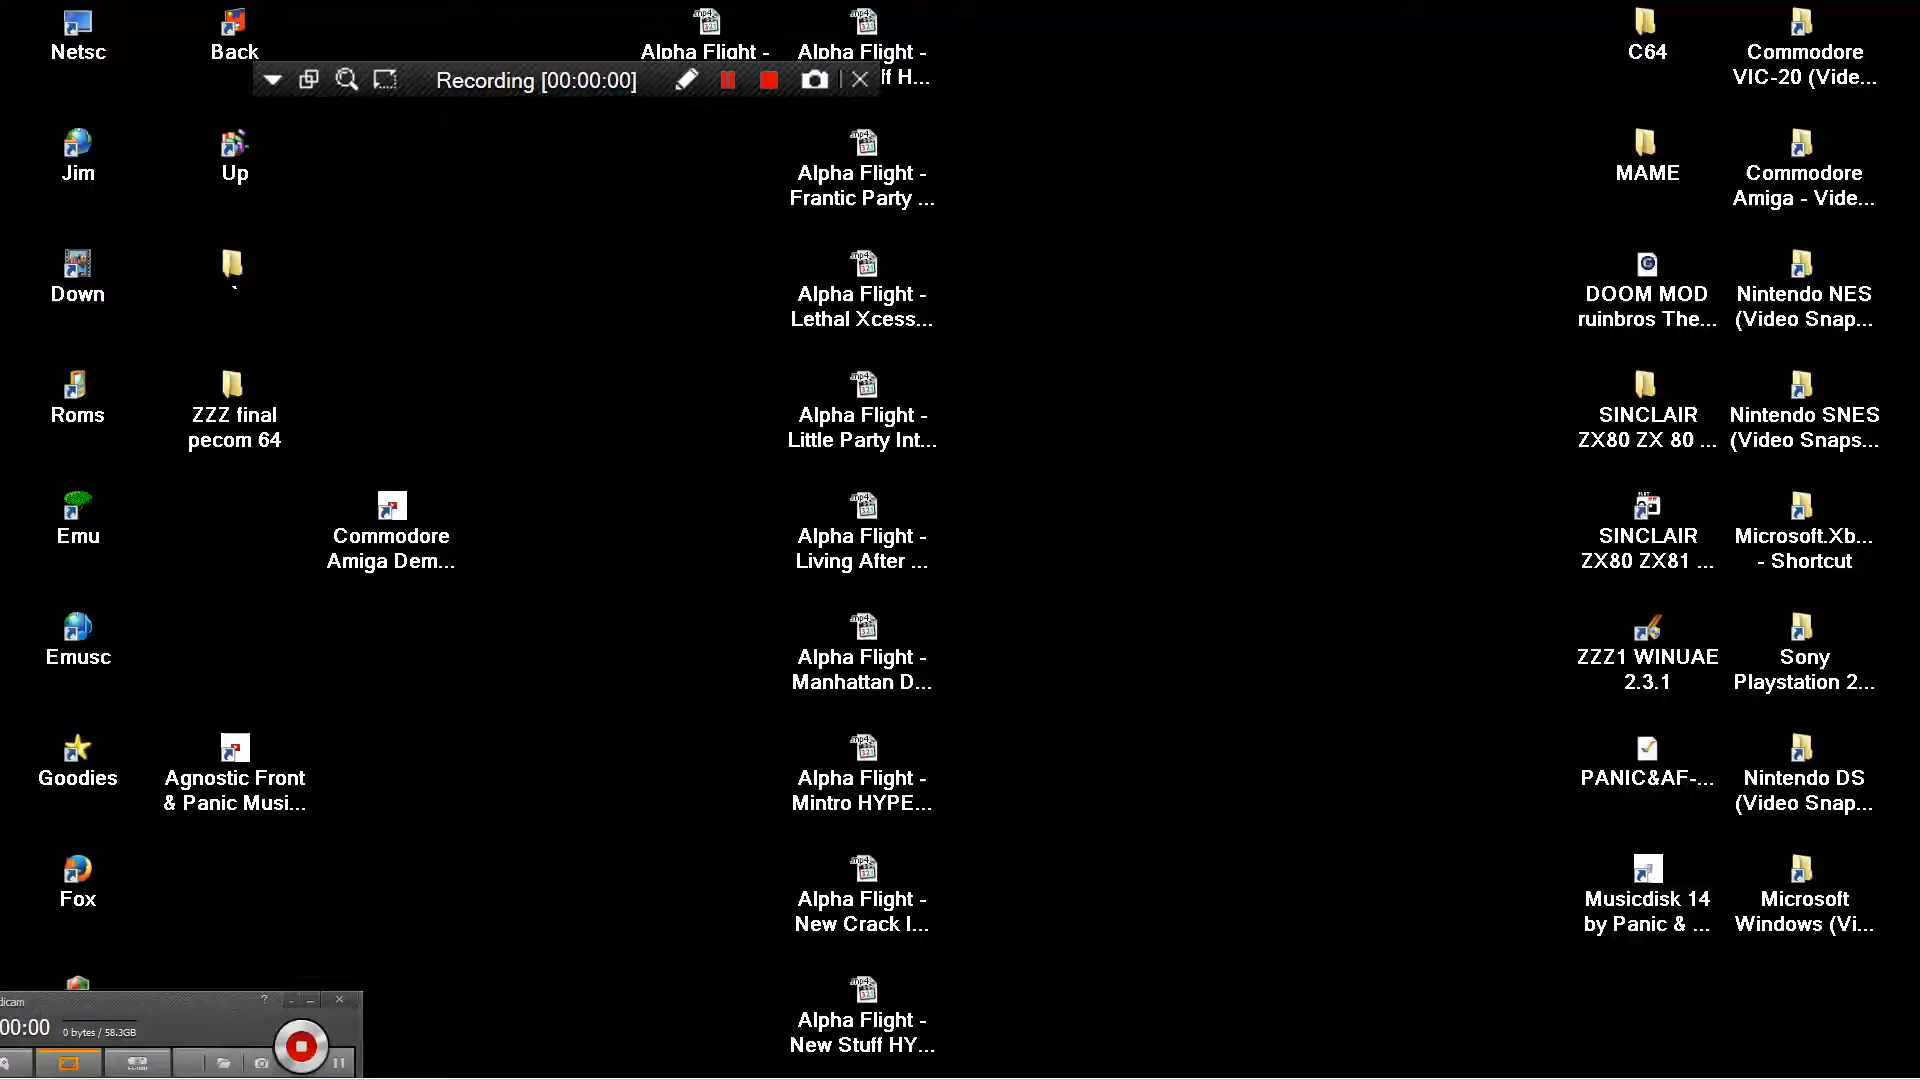 Netsc
Back
Alpha Flight -
Alpha Flight -
ff H...
C64
Commodore
VIC-20 (Vide...
Recording [00:00:00]
Jim
Up
Alpha Flight -
Frantic Party ...
MAME
Commodore
Amiga - Vide...
Down
`
Alpha Flight -
Lethal Xcess...
DOOM MOD
ruinbros The...
Nintendo NES
(Video Snap...
Roms
ZZZ final
pecom 64
Alpha Flight -
Little Party Int...
SINCLAIR
ZX80 ZX 80 ...
Nintendo SNES
(Video Snaps...
Emu
Commodore
Amiga Dem...
Alpha Flight -
Living After ...
SINCLAIR
ZX80 ZX81 ...
Microsoft.Xb...
- Shortcut
Emusc
Alpha Flight -
Manhattan D...
ZZZ1 WINUAE
2.3.1
Sony
Playstation 2...
Goodies
Agnostic Front
& Panic Musi...
Alpha Flight -
Mintro HYPE...
PANIC&AF-...
Nintendo DS
(Video Snap...
Fox
Alpha Flight -
New Crack I...
Musicdisk 14
by Panic & ...
Microsoft
Windows (Vi...
dicam
00:00
0 bytes / 58.3GB
Alpha Flight -
New Stuff HY...